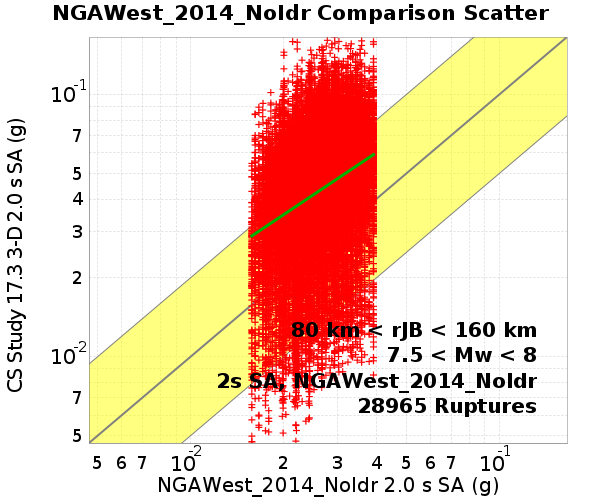 NGAWest_2014_NoIdr Comparison Scatter
CS Study 17.3 3-D 2.0 s SA (g)
10-1
7
5
4
3
2
10-2
7
5
80 km < rJB < 160 km
7.5 < Mw < 8
2s SA, NGAWest_2014_NoIdr
28965 Ruptures
5 6 7 10-2 2 3 4 5 6 7 10-1
NGAWest_2014_NoIdr 2.0 s SA (g)